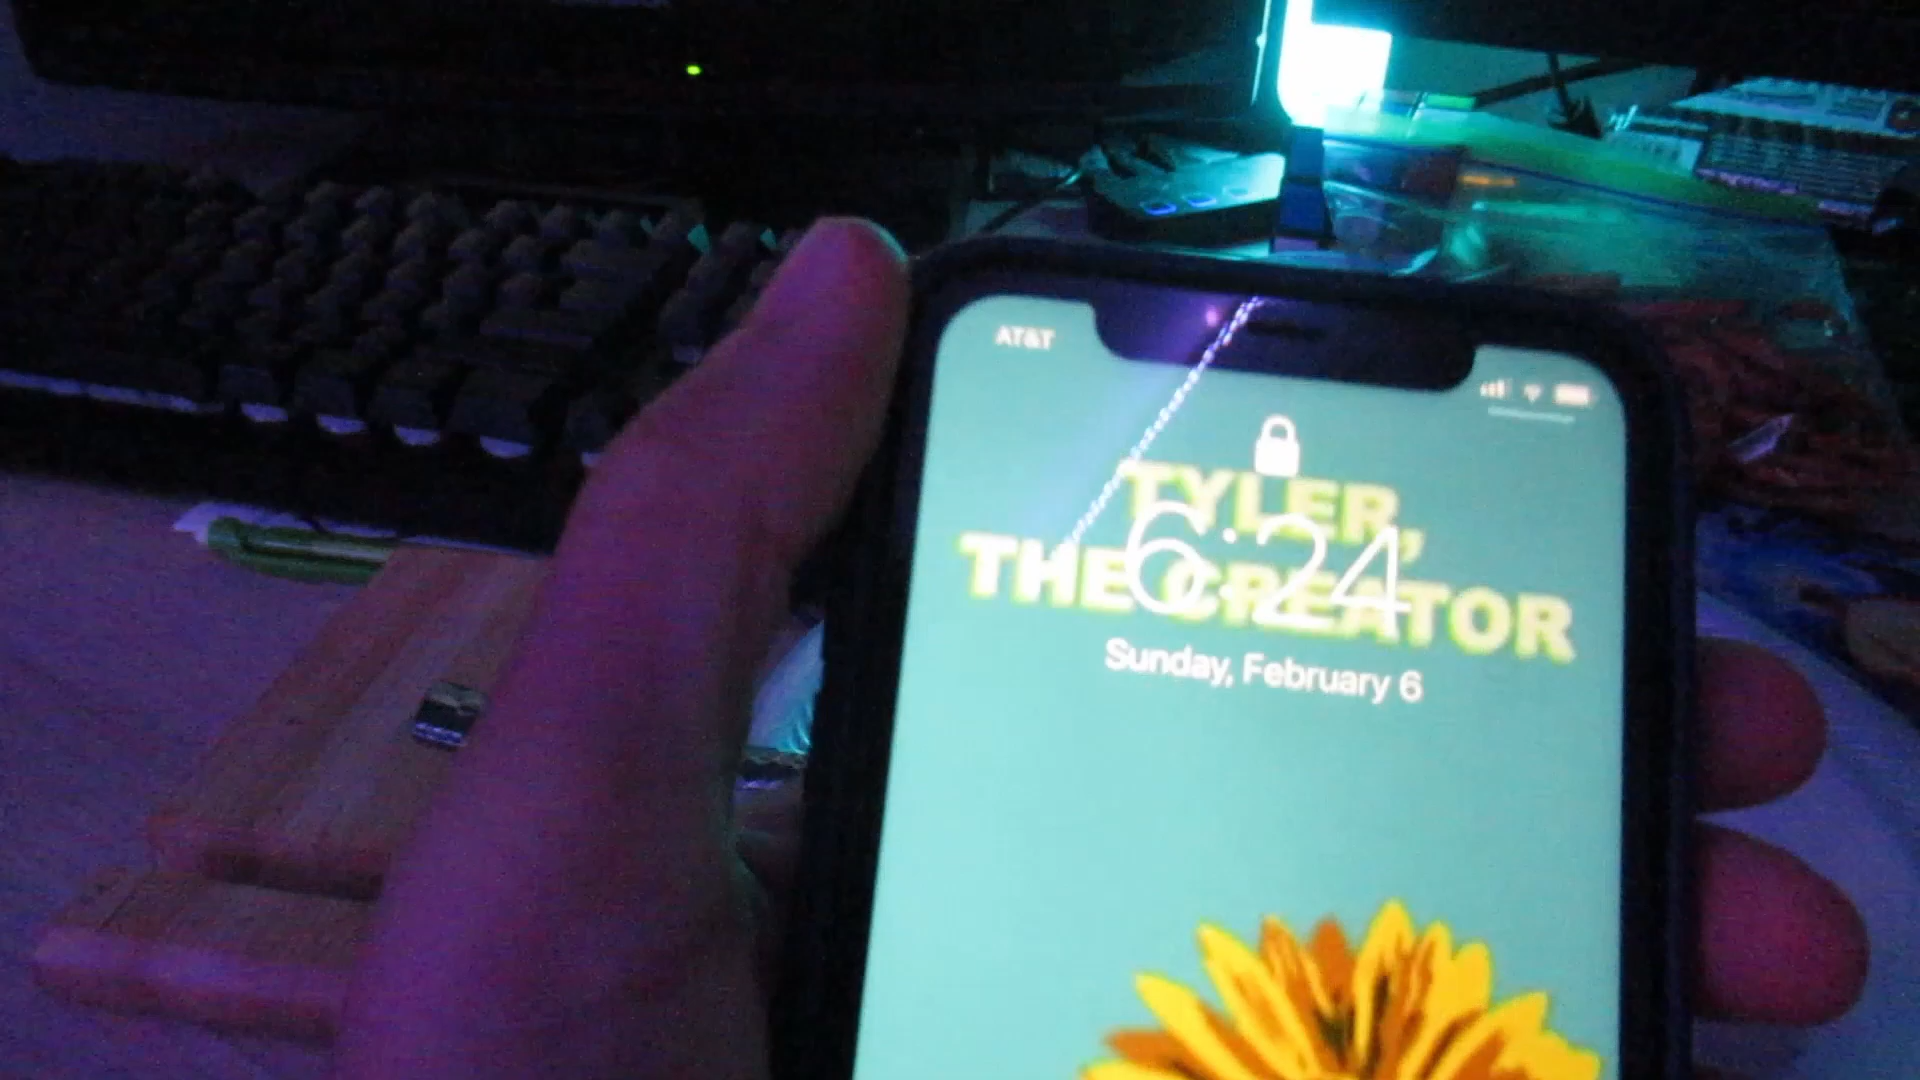 AT&T
TYLER,
6:24
THE CREATOR
Sunday, February 6